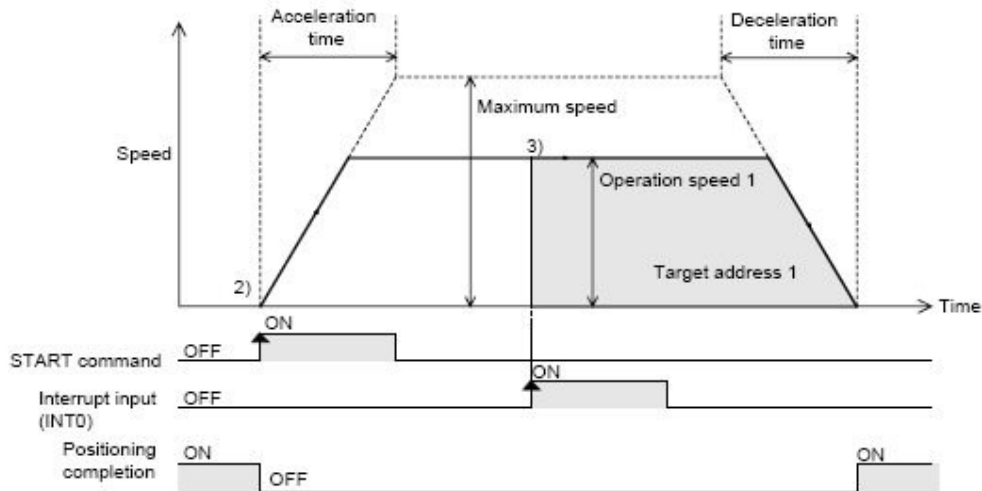 Acceleration
time
Deceleration
time
Maximum speed
Speed
3)
Operation speed 1
Target address 1
2)
Time
ON
START command
OFF
ON
Interrupt input
(INT0)
OFF
Positioning
completion
ON
OFF
ON